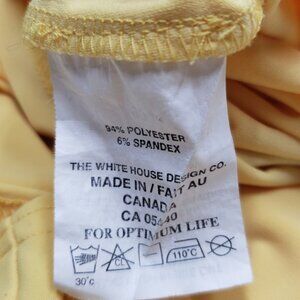 94% POLYESTER
6% SPANDEX
THE WHITE HOUSE DESIGN CO.
MADE IN / FAIT AU
CANADA
CA 05440
FOR OPTIMUM LIFE
CL 110°C
30°C